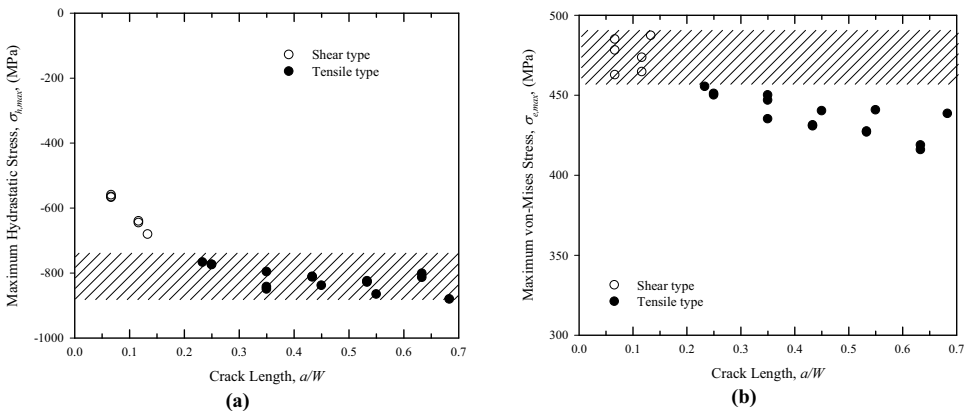 Maximum Hydrastatic Stress, σh,max, (MPa)
0
-200
-400
-600
-800
-1000
Shear type
Tensile type
0.0 0.1 0.2 0.3 0.4 0.5 0.6 0.7
Crack Length, a/W
(a)
Maximum von-Mises Stress, σe,max, (MPa)
500
450
400
350
300
Shear type
Tensile type
0.0 0.1 0.2 0.3 0.4 0.5 0.6 0.7
Crack Length, a/W
(b)